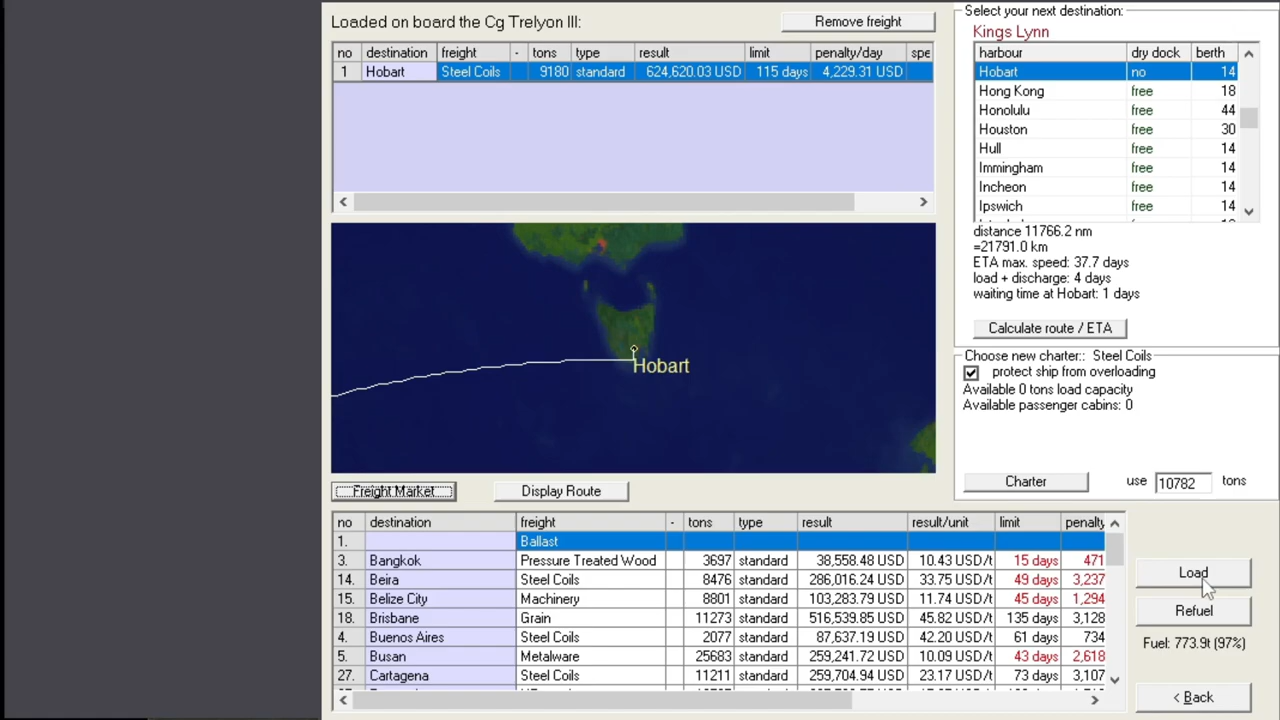 Loaded on board the Cg Trelyon III:
Remove freight
no destination freight - tons type result limit penalty/day spe
1 Hobart Steel Coils 9180 standard 624,620.03 USD 115 days 4,229.31 USD
Hobart
Freight Market
Display Route
Select your next destination:
Kings Lynn
harbour dry dock berth
Hobart no 14
Hong Kong free 18
Honolulu free 44
Houston free 30
Hull free 14
Immingham free 14
Incheon free 14
Ipswich free 14
distance 11766.2 nm
=21791.0 km
ETA max. speed: 37.7 days
load + discharge: 4 days
waiting time at Hobart: 1 days
Calculate route / ETA
Choose new charter:: Steel Coils
protect ship from overloading
Available 0 tons load capacity
Available passenger cabins: 0
Charter use 10782 tons
no destination freight - tons type result result/unit limit penalty
1. Ballast
3. Bangkok Pressure Treated Wood 3697 standard 38,558.48 USD 10.43 USD/t 15 days 471
14. Beira Steel Coils 8476 standard 286,016.24 USD 33.75 USD/t 49 days 3,237
15. Belize City Machinery 8801 standard 103,283.79 USD 11.74 USD/t 45 days 1,294
18. Brisbane Grain 11273 standard 516,539.85 USD 45.82 USD/t 135 days 3,128
4. Buenos Aires Steel Coils 2077 standard 87,637.19 USD 42.20 USD/t 61 days 734
5. Busan Metalware 25683 standard 259,241.72 USD 10.09 USD/t 43 days 2,618
27. Cartagena Steel Coils 11211 standard 259,704.94 USD 23.17 USD/t 73 days 3,107
Load
Refuel
Fuel: 773.9t (97%)
< Back